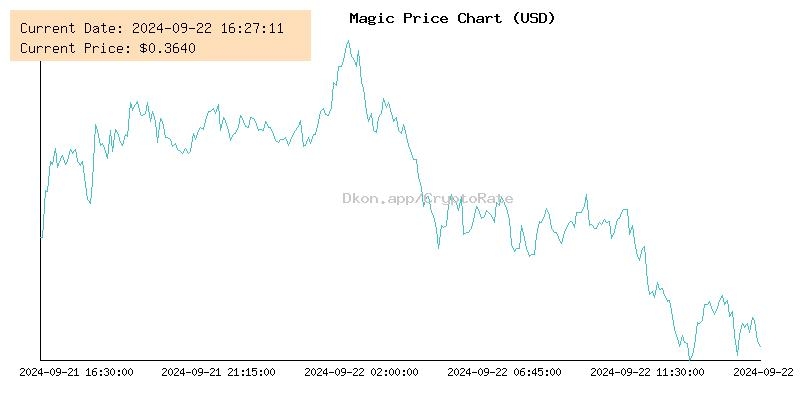 Magic Price Chart (USD)
Current Date: 2024-09-22 16:27:11
Current Price: $0.3640
Dkon.app/CryptoRate
2024-09-21 16:30:00
2024-09-21 21:15:00
2024-09-22 02:00:00
2024-09-22 06:45:00
2024-09-22 11:30:00
2024-09-22